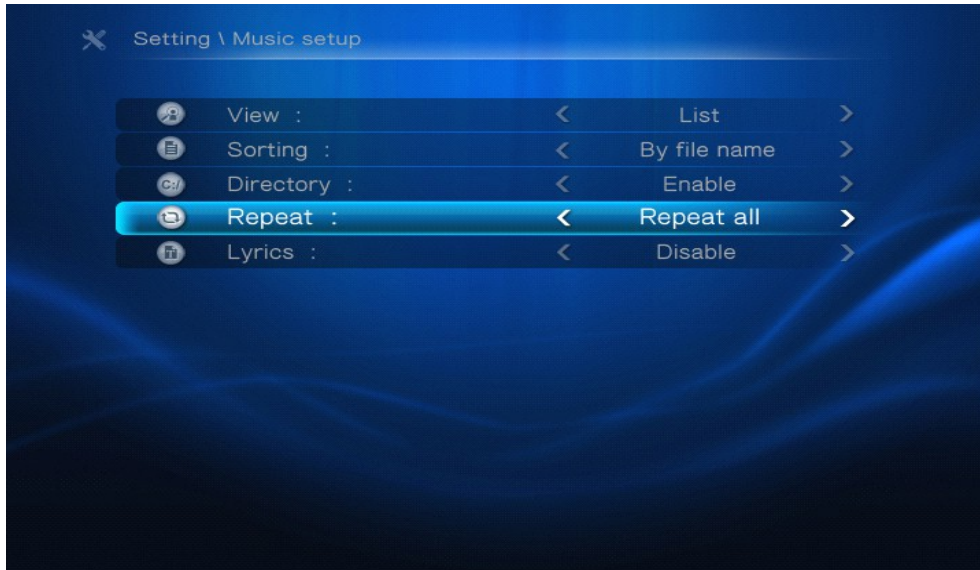 Setting \ Music setup
View : < List >
Sorting : < By file name >
C:/ Directory : < Enable >
Repeat : < Repeat all >
Lyrics : < Disable >